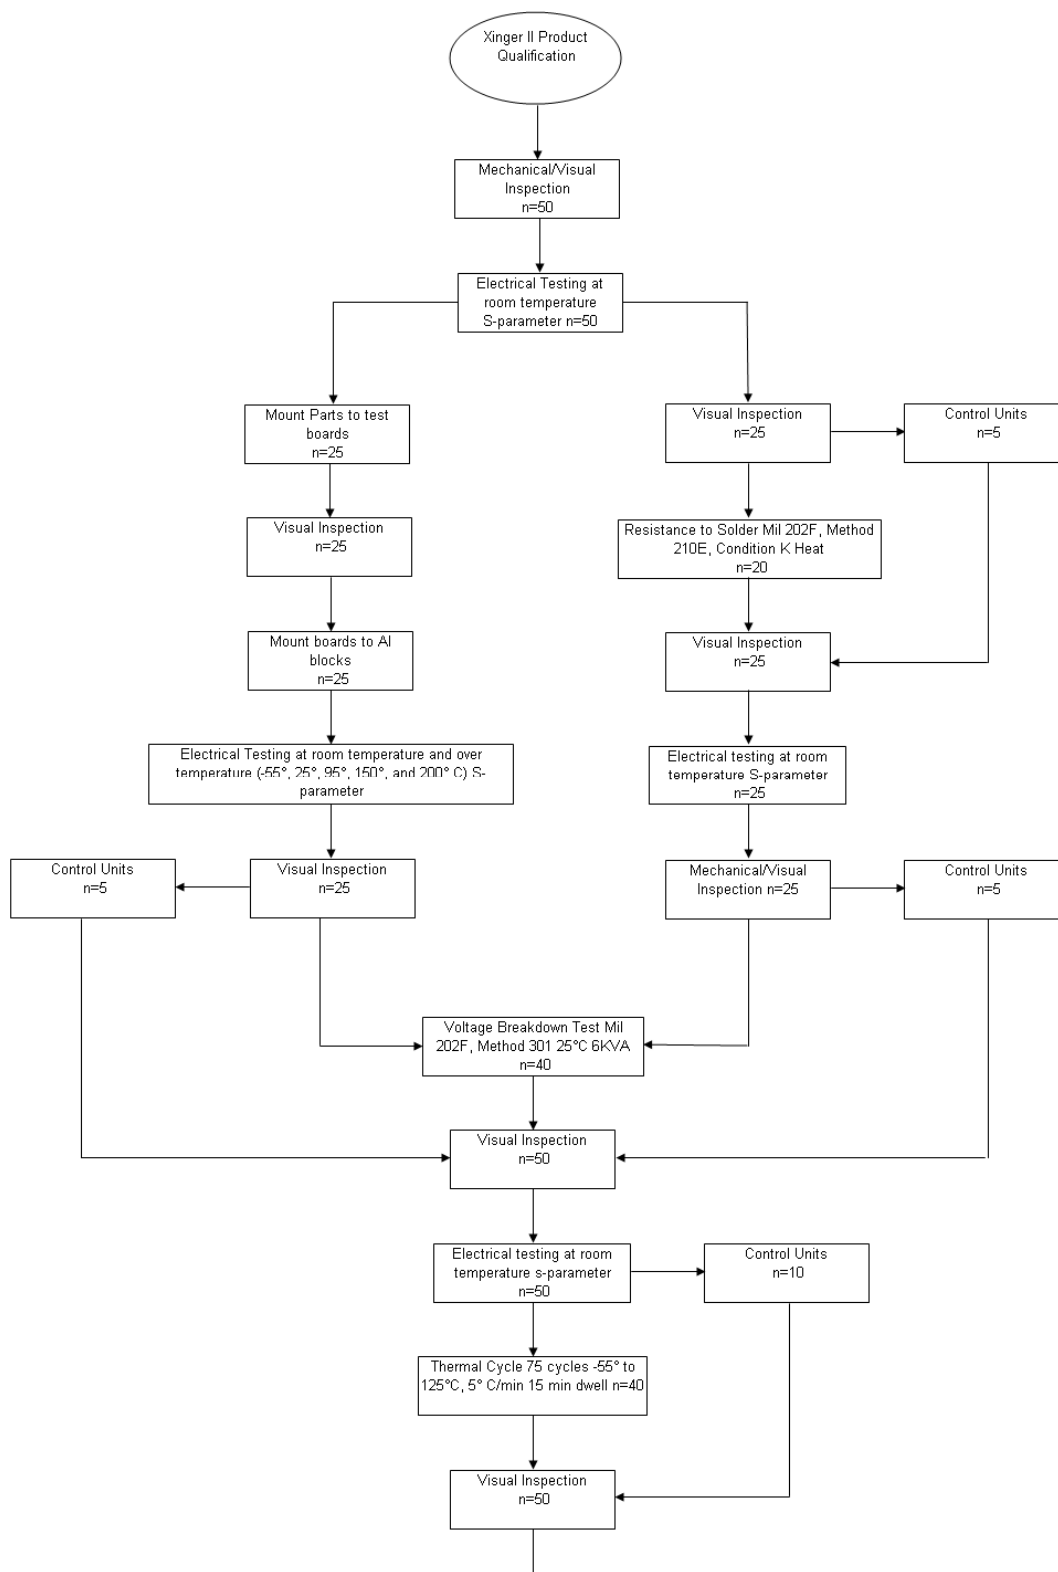 Xinger II Product
Qualification
Mechanical/Visual
Inspection
n=50
Electrical Testing at
room temperature
S-parameter n=50
Mount Parts to test
boards
n=25
Visual Inspection
n=25
Control Units
n=5
Visual Inspection
n=25
Resistance to Solder Mil 202F, Method
210E, Condition K Heat
n=20
Mount boards to Al
blocks
n=25
Visual Inspection
n=25
Electrical Testing at room temperature and over
temperature (-55°, 25°, 95°, 150°, and 200° C) S-
parameter
Electrical testing at room
temperature S-parameter
n=25
Control Units
n=5
Visual Inspection
n=25
Mechanical/Visual
Inspection n=25
Control Units
n=5
Voltage Breakdown Test Mil
202F, Method 301 25°C 6KVA
n=40
Visual Inspection
n=50
Electrical testing at room
temperature s-parameter
n=50
Control Units
n=10
Thermal Cycle 75 cycles -55° to
125°C, 5° C/min 15 min dwell n=40
Visual Inspection
n=50